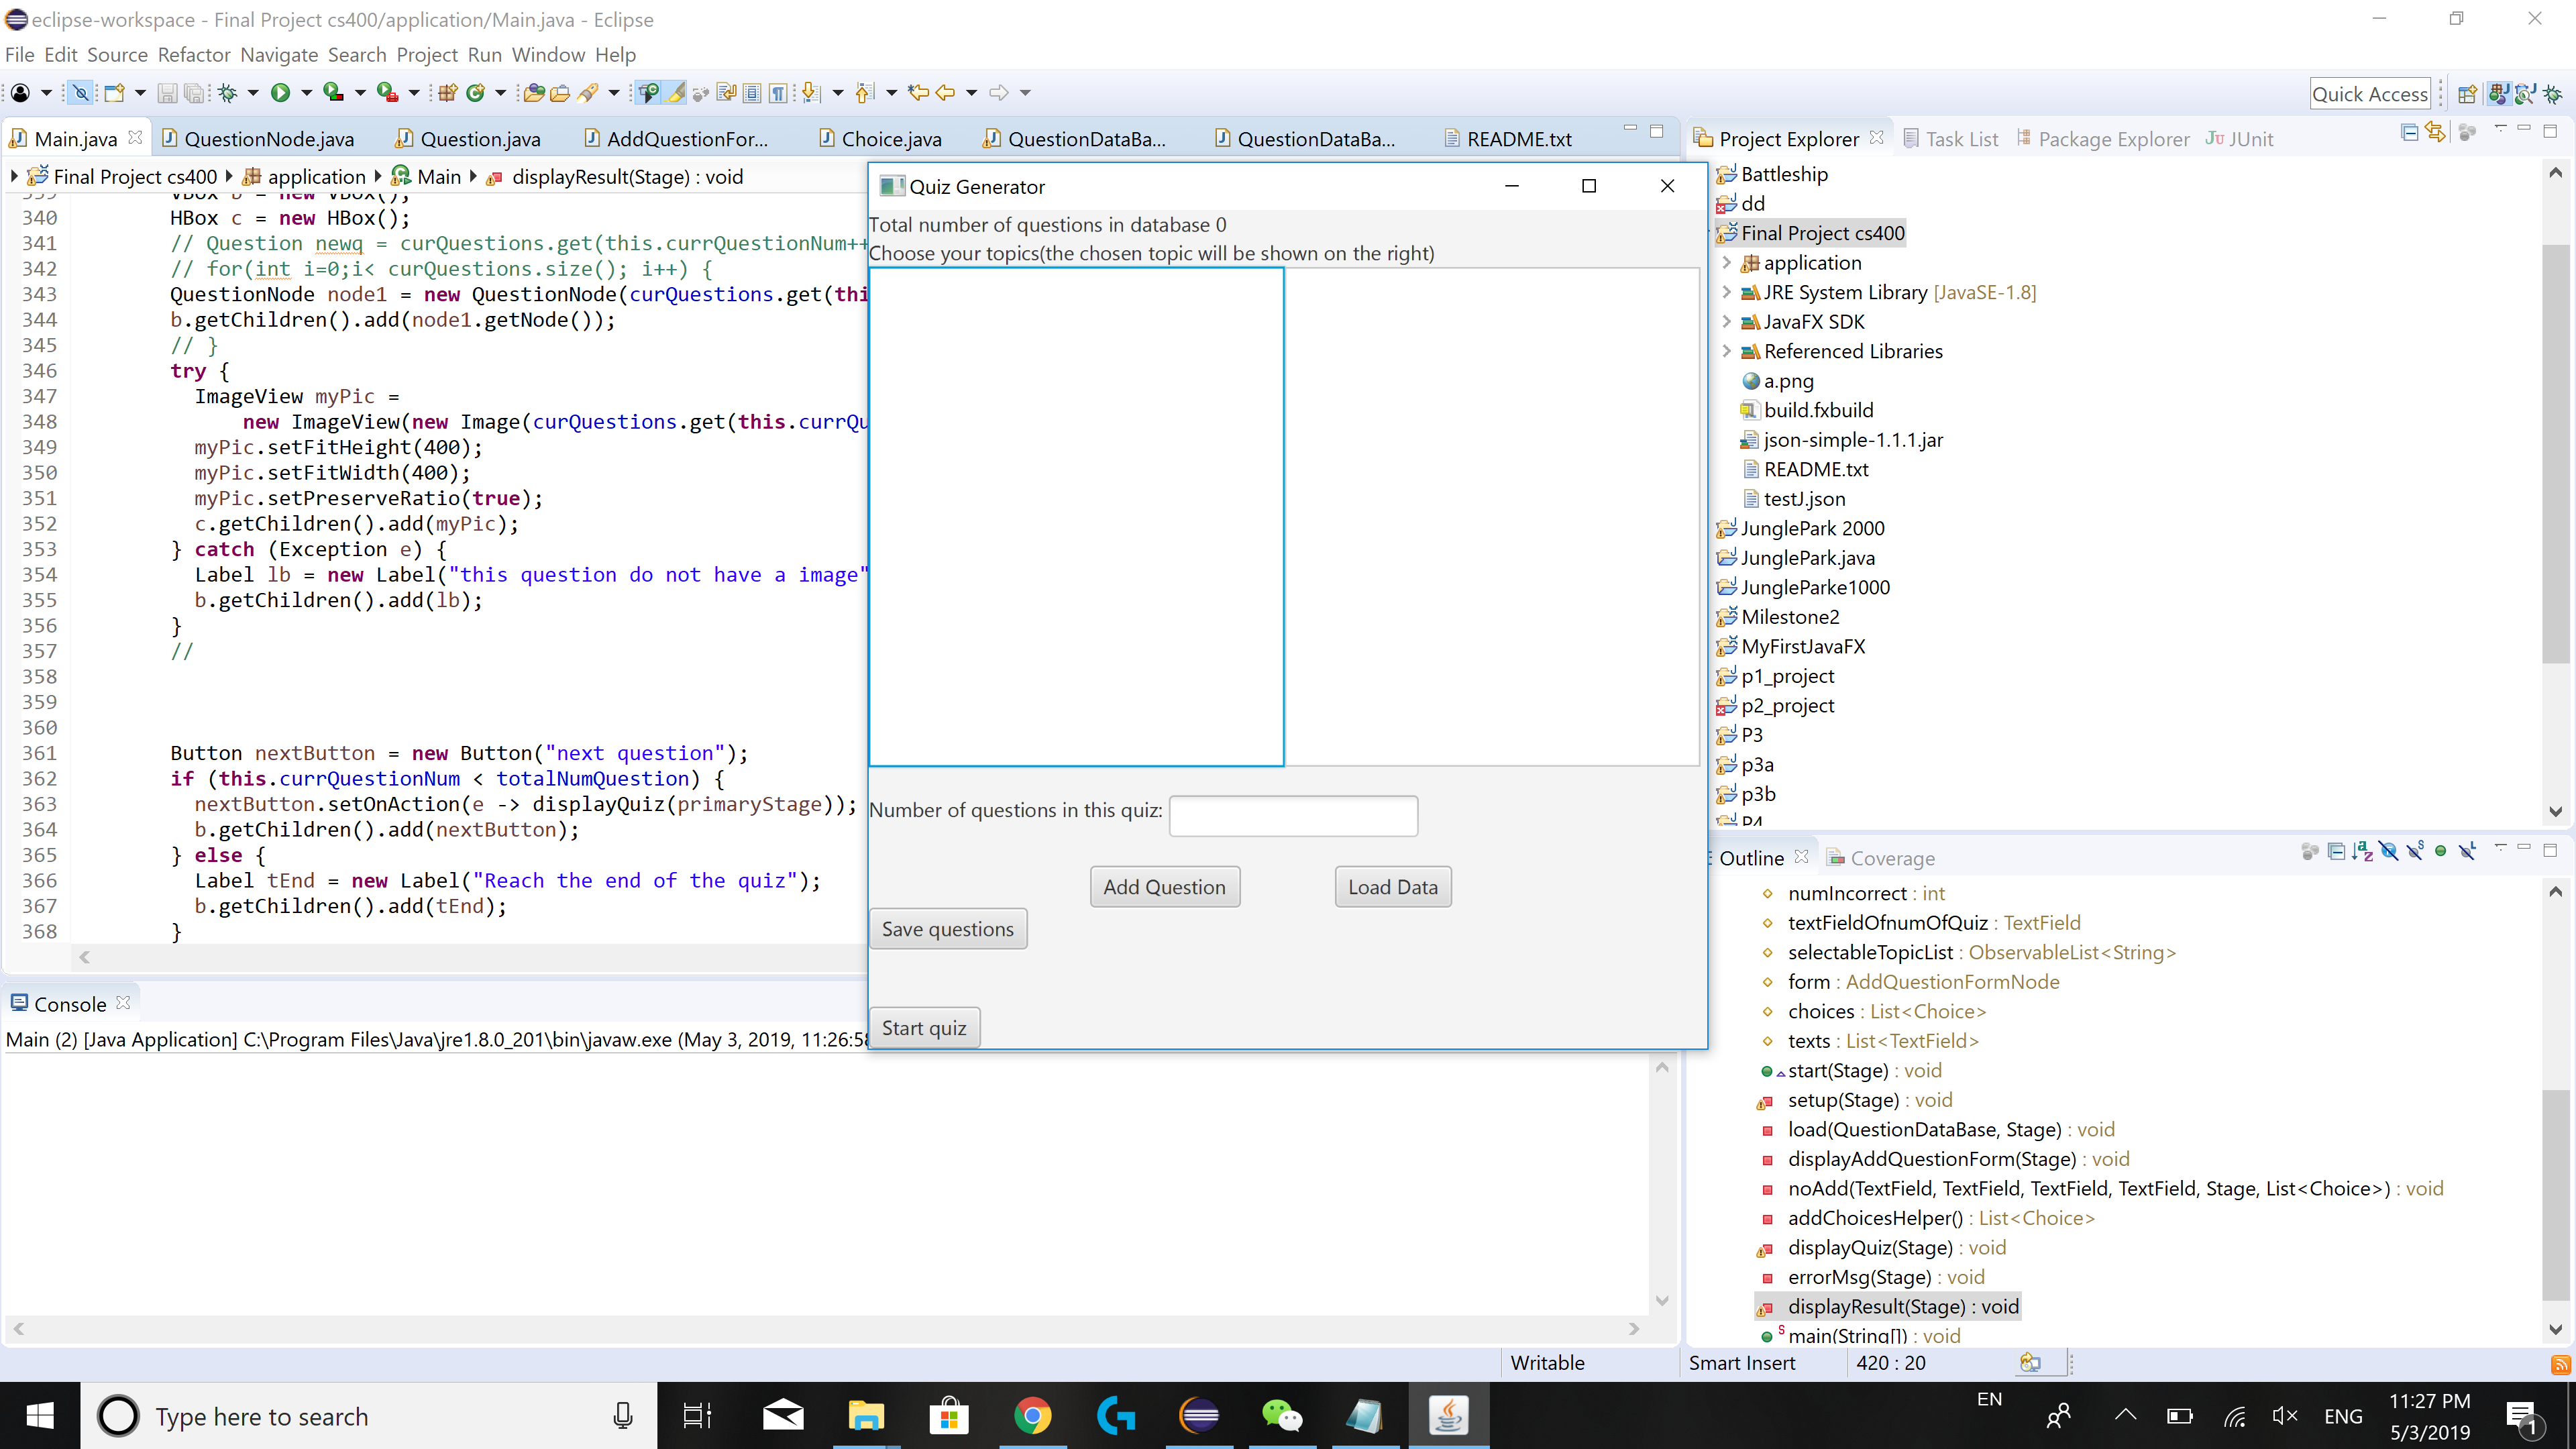 eclipse-workspace - Final Project cs400/application/Main.java - Eclipse
File Edit Source Refactor Navigate Search Project Run Window Help
Quick Access
Main.java QuestionNode.java Question.java AddQuestionFor... Choice.java QuestionDataBa... QuestionDataBa... README.txt
Final Project cs400 application Main displayResult(Stage) : void
339 VBox b = new VBox();
340 HBox c = new HBox();
341 // Question newq = curQuestions.get(this.currQuestionNum++
342 // for(int i=0;i< curQuestions.size(); i++) {
343 QuestionNode node1 = new QuestionNode(curQuestions.get(thi
344 b.getChildren().add(node1.getNode());
345 // }
346 try {
347 ImageView myPic =
348 new ImageView(new Image(curQuestions.get(this.currQu
349 myPic.setFitHeight(400);
350 myPic.setFitWidth(400);
351 myPic.setPreserveRatio(true);
352 c.getChildren().add(myPic);
353 } catch (Exception e) {
354 Label lb = new Label("this question do not have a image"
355 b.getChildren().add(lb);
356 }
357 //
358
359
360
361 Button nextButton = new Button("next question");
362 if (this.currQuestionNum < totalNumQuestion) {
363 nextButton.setOnAction(e -> displayQuiz(primaryStage));
364 b.getChildren().add(nextButton);
365 } else {
366 Label tEnd = new Label("Reach the end of the quiz");
367 b.getChildren().add(tEnd);
368 }
Quiz Generator
Total number of questions in database 0
Choose your topics(the chosen topic will be shown on the right)
Number of questions in this quiz:
Add Question Load Data
Save questions
Start quiz
Console
Main (2) [Java Application] C:\Program Files\Java\jre1.8.0_201\bin\javaw.exe (May 3, 2019, 11:26:58
Project Explorer Task List Package Explorer JUnit
Battleship
dd
Final Project cs400
application
JRE System Library [JavaSE-1.8]
JavaFX SDK
Referenced Libraries
a.png
build.fxbuild
json-simple-1.1.1.jar
README.txt
testJ.json
JunglePark 2000
JunglePark.java
JungleParke1000
Milestone2
MyFirstJavaFX
p1_project
p2_project
P3
p3a
p3b
P4
Outline Coverage
numIncorrect : int
textFieldOfnumOfQuiz : TextField
selectableTopicList : ObservableList<String>
form : AddQuestionFormNode
choices : List<Choice>
texts : List<TextField>
start(Stage) : void
setup(Stage) : void
load(QuestionDataBase, Stage) : void
displayAddQuestionForm(Stage) : void
noAdd(TextField, TextField, TextField, TextField, Stage, List<Choice>) : void
addChoicesHelper() : List<Choice>
displayQuiz(Stage) : void
errorMsg(Stage) : void
displayResult(Stage) : void
main(String[]) : void
Writable Smart Insert 420 : 20
Type here to search
EN
ENG
11:27 PM
5/3/2019
1